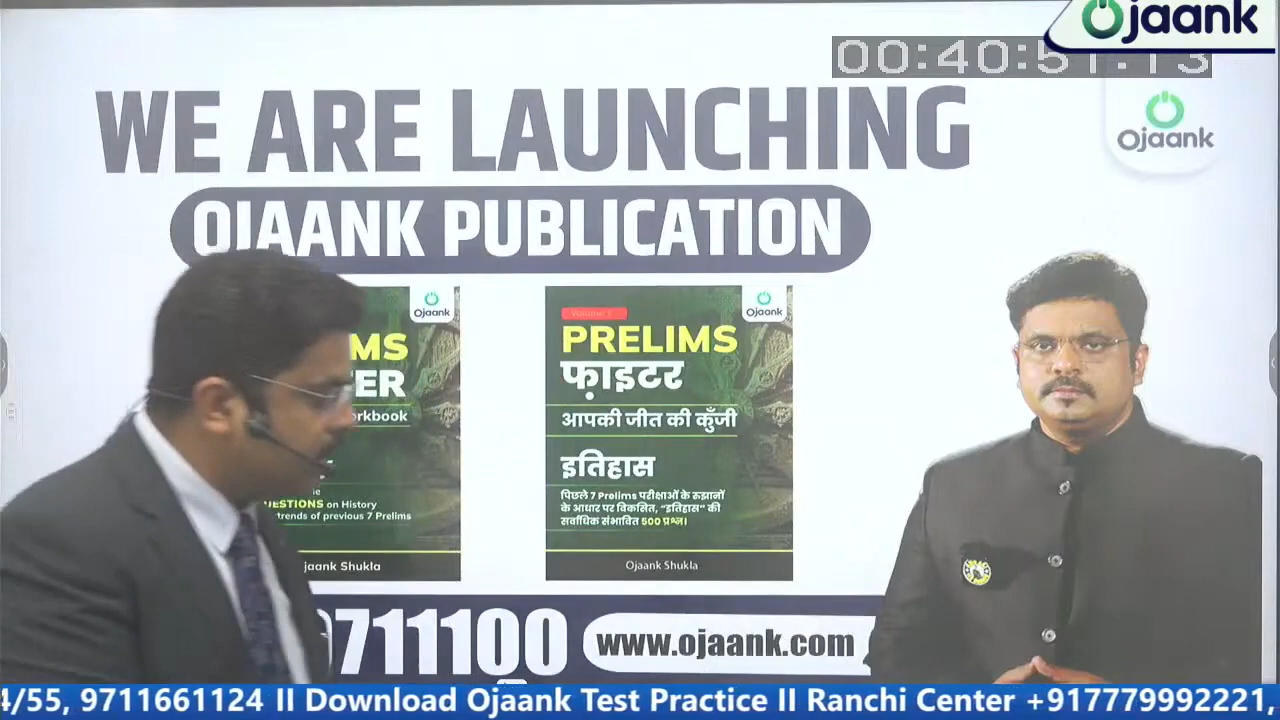 Ojaank
00:40:51:13
WE ARE LAUNCHING
Ojaank
OJAANK PUBLICATION
Ojaank
MS
ER
rkbook
UESTIONS on History
trends of previous 7 Prelims
jaank Shukla
Ojaank
PRELIMS
फ़ाइटर
आपकी जीत की कुँजी
इतिहास
पिछले 7 Prelims परीक्षाओं के रुझानों
के आधार पर विकसित, "इतिहास" की
सर्वाधिक संभावित 500 प्रश्न।
Ojaank Shukla
9711100
www.ojaank.com
4/55, 9711661124 II Download Ojaank Test Practice II Ranchi Center +917779992221,